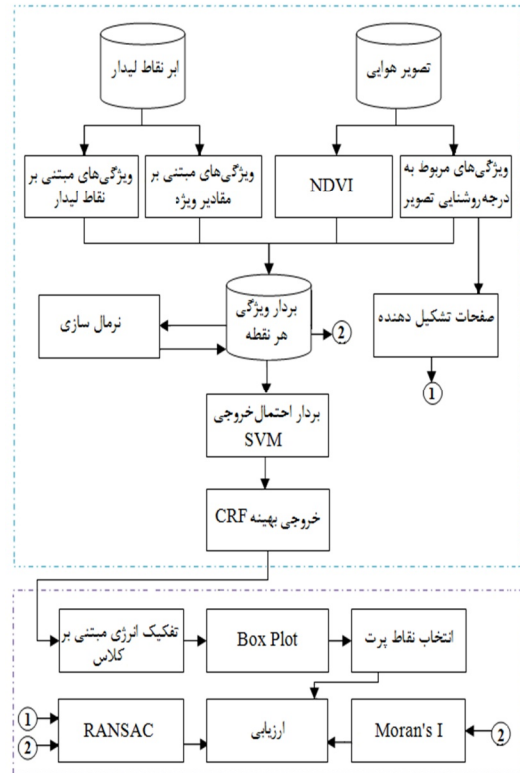 ابر نقاط لیدار
تصویر هوایی
ویژگی‌های مبتنی بر
نقاط لیدار
ویژگی‌های مبتنی بر
مقادیر ویژه
NDVI
ویژگی‌های مربوط به
درجه روشنایی تصویر
نرمال سازی
بردار ویژگی
هر نقطه
2
صفحات تشکیل دهنده
1
بردار احتمال خروجی
SVM
خروجی بهینه CRF
تفکیک انرژی مبتنی بر
کلاس
Box Plot
انتخاب نقاط پرت
1
2
RANSAC
ارزیابی
Moran's I
2